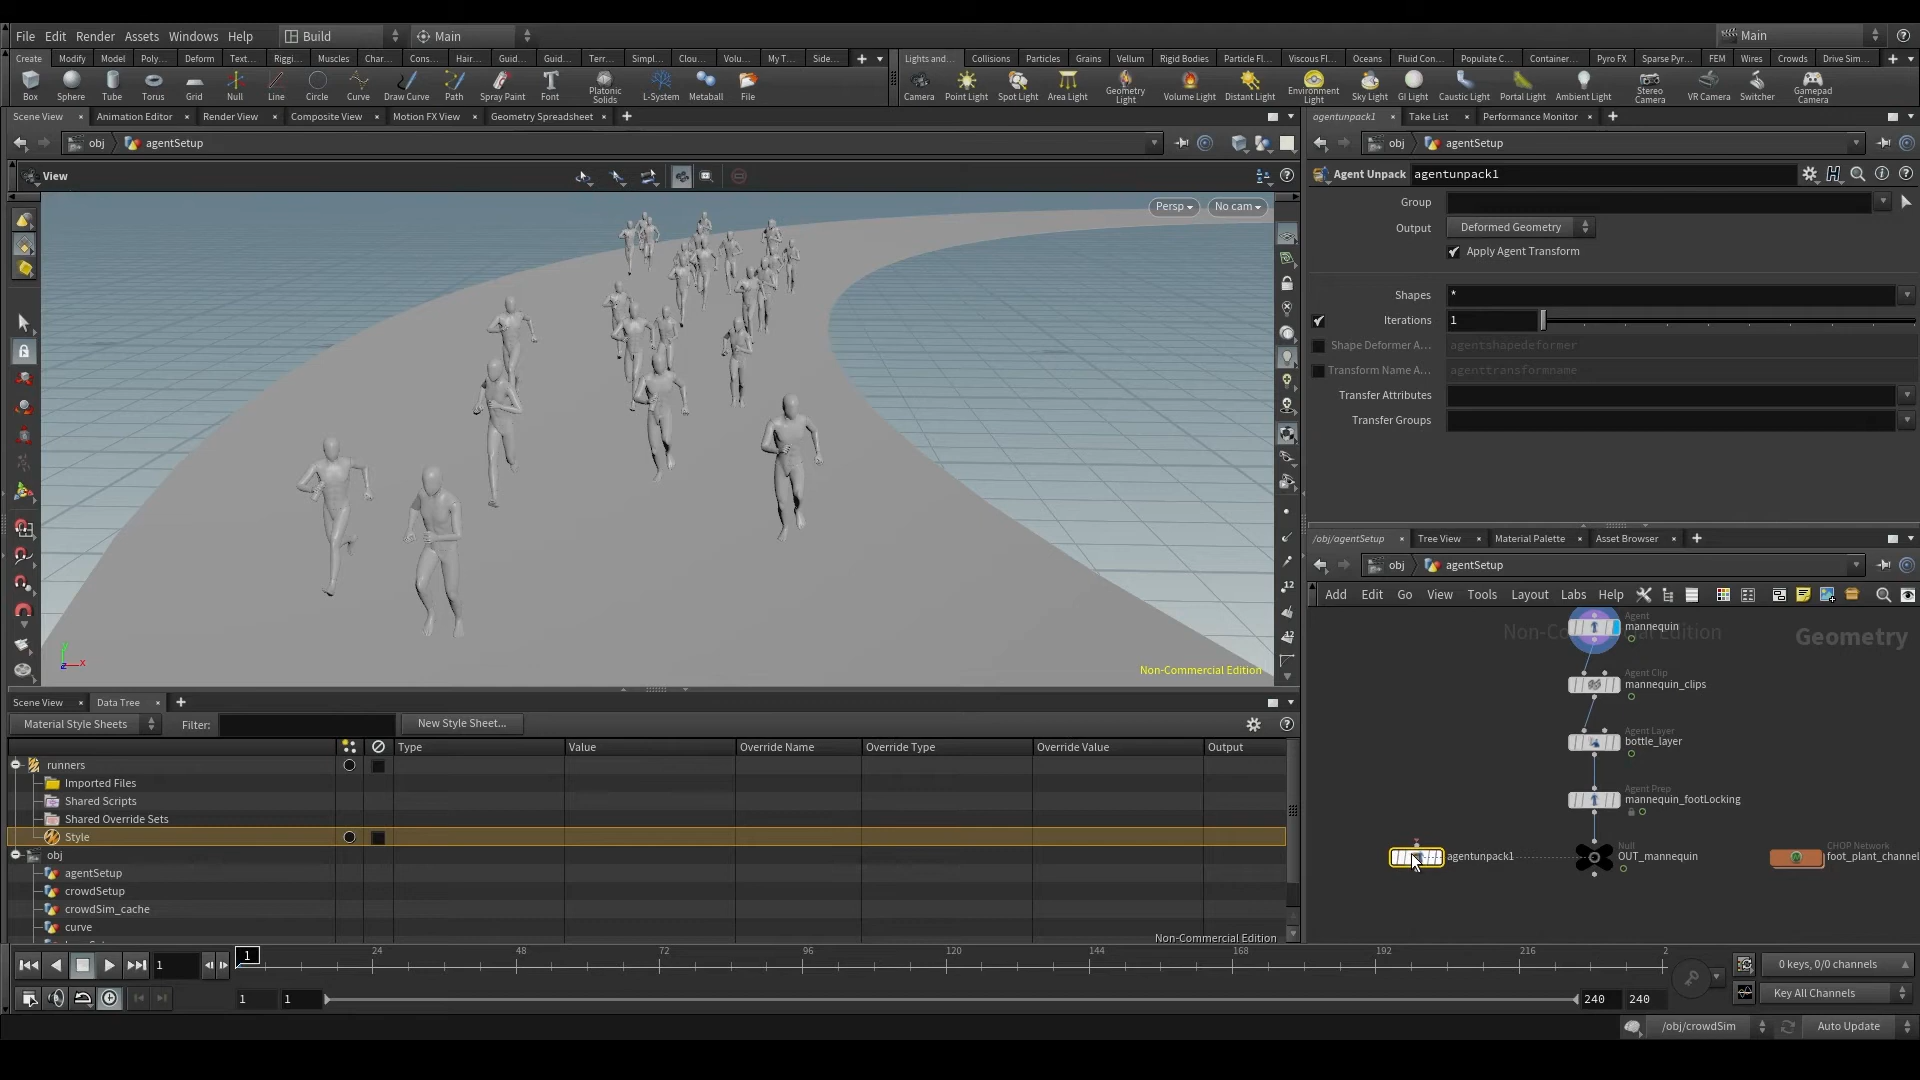 File Edit Render Assets Windows Help Build Main Main
Create Modify Model Poly... Deform Text... Riggi... Muscles Char... Cons... Hair... Guid... Guid... Terr... Simpl... Clou... Volu... My T... Side... Lights and... Collisions Particles Grains Vellum Rigid Bodies Particle Fl... Viscous Fl... Oceans Fluid Con... Populate C... Container... Pyro FX Sparse Pyr... FEM Wires Crowds Drive Sim...
Box Sphere Tube Torus Grid Null Line Circle Curve Draw Curve Path Spray Paint Font Platonic Solids L-System Metaball File Camera Point Light Spot Light Area Light Geometry Light Volume Light Distant Light Environment Light Sky Light GI Light Caustic Light Portal Light Ambient Light Stereo Camera VR Camera Switcher Gamepad Camera
Scene View Animation Editor Render View Composite View Motion FX View Geometry Spreadsheet
obj agentSetup
View
Persp No cam
Non-Commercial Edition
agentunpack1 Take List Performance Monitor
obj agentSetup
Agent Unpack agentunpack1
Group
Output Deformed Geometry
Apply Agent Transform
Shapes *
Iterations 1
Shape Deformer A... agentshapedeformer
Transform Name A... agenttransformname
Transfer Attributes
Transfer Groups
/obj/agentSetup Tree View Material Palette Asset Browser
obj agentSetup
Add Edit Go View Tools Layout Labs Help
Geometry
Agent
mannequin
Agent Clip
mannequin_clips
Agent Layer
bottle_layer
Agent Prep
mannequin_footLocking
agentunpack1
Null
OUT_mannequin
CHOP Network
foot_plant_channel
Scene View Data Tree
Material Style Sheets Filter: New Style Sheet...
Type Value Override Name Override Type Override Value Output
runners
Imported Files
Shared Scripts
Shared Override Sets
Style
obj
agentSetup
crowdSetup
crowdSim_cache
curve
Non-Commercial Edition
1 1 24 48 72 96 120 144 168 192 216 2
0 keys, 0/0 channels
1 1 240 240
Key All Channels
/obj/crowdSim Auto Update